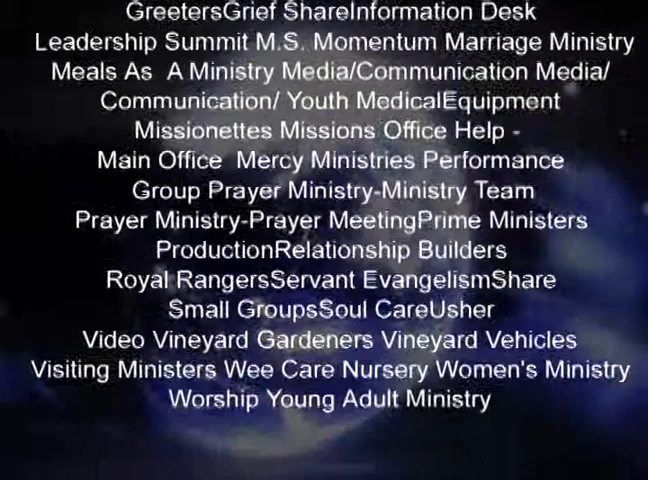 GreetersGrief ShareInformation Desk
Leadership Summit M.S. Momentum Marriage Ministry
Meals As A Ministry Media/Communication Media/
Communication/ Youth MedicalEquipment
Missionettes Missions Office Help -
Main Office Mercy Ministries Performance
Group Prayer Ministry-Ministry Team
Prayer Ministry-Prayer MeetingPrime Ministers
ProductionRelationship Builders
Royal RangersServant EvangelismShare
Small GroupsSoul CareUsher
Video Vineyard Gardeners Vineyard Vehicles
Visiting Ministers Wee Care Nursery Women's Ministry
Worship Young Adult Ministry